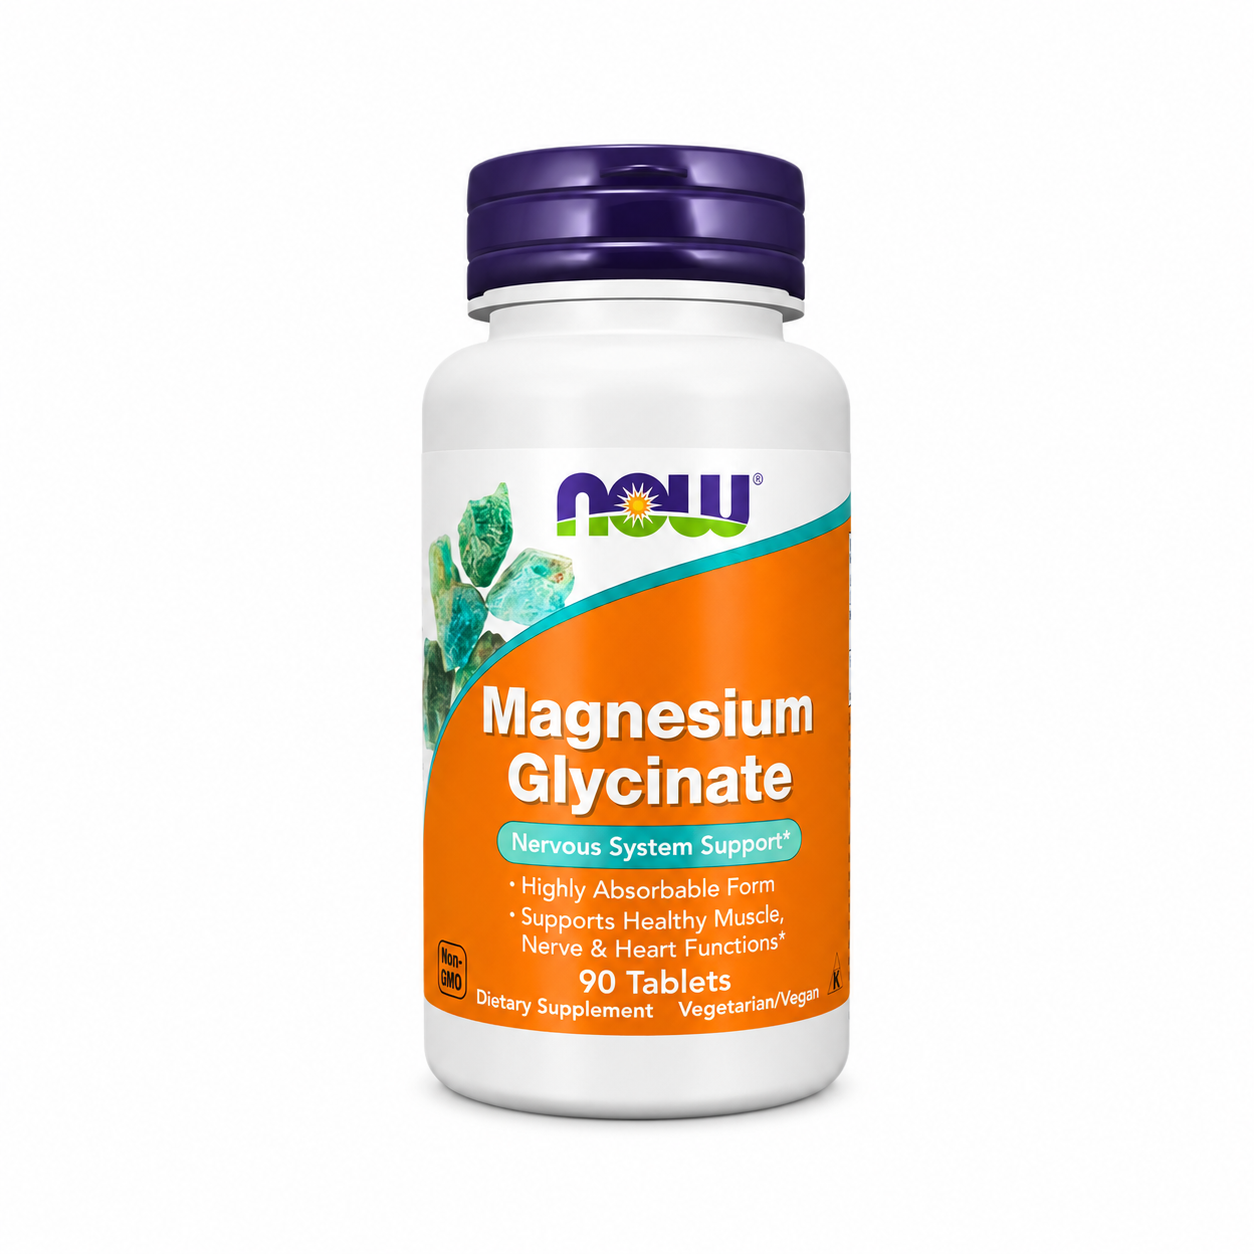 NOW®
Magnesium
Glycinate
Nervous System Support*
• Highly Absorbable Form
• Supports Healthy Muscle,
Nerve & Heart Functions*
90 Tablets
Non-
GMO
Dietary Supplement Vegetarian/Vegan
K